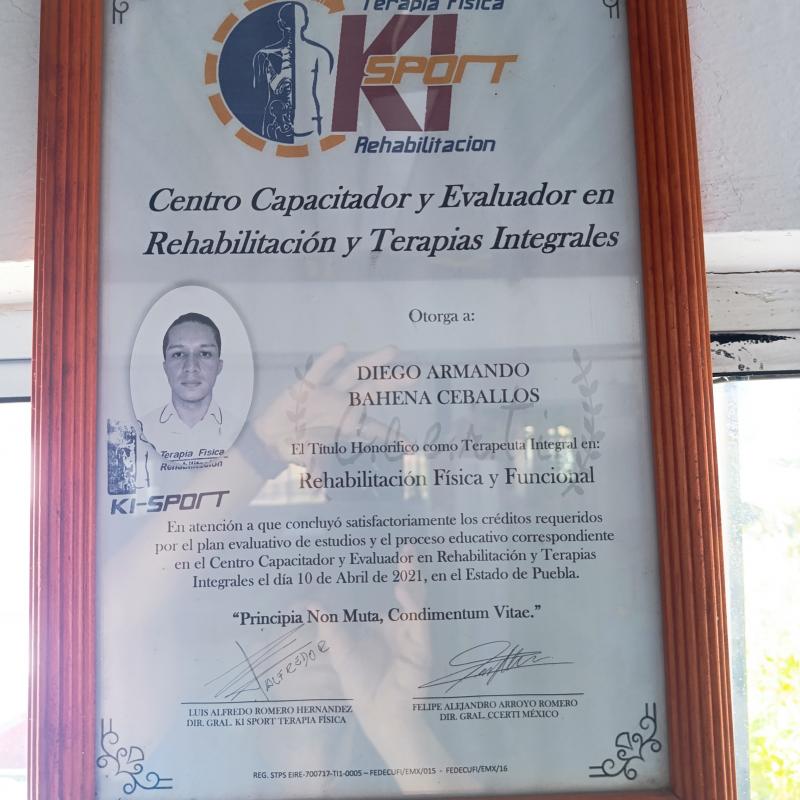 Terapia Física
KI
SPORT
Rehabilitacion
Centro Capacitador y Evaluador en
Rehabilitación y Terapias Integrales
Otorga a:
DIEGO ARMANDO
BAHENA CEBALLOS
El Titulo Honorifico como Terapeuta Integral en:
Rehabilitación Física y Funcional
Terapia Fisica
Rehabilitacion
KI-SPORT
En atención a que concluyó satisfactoriamente los créditos requeridos
por el plan evaluativo de estudios y el proceso educativo correspondiente
en el Centro Capacitador y Evaluador en Rehabilitación y Terapias
Integrales el día 10 de Abril de 2021, en el Estado de Puebla.
“Principia Non Muta, Condimentum Vitae.”
ALFREDOR
LUIS ALFREDO ROMERO HERNANDEZ
DIR. GRAL. KI SPORT TERAPIA FÍSICA
FELIPE ALEJANDRO ARROYO ROMERO
DIR. GRAL. CCERTI MÉXICO
REG. STPS EIRE-700717-TI1-0005 – FEDECUFI/EMX/015 - FEDECUFI/EMX/16